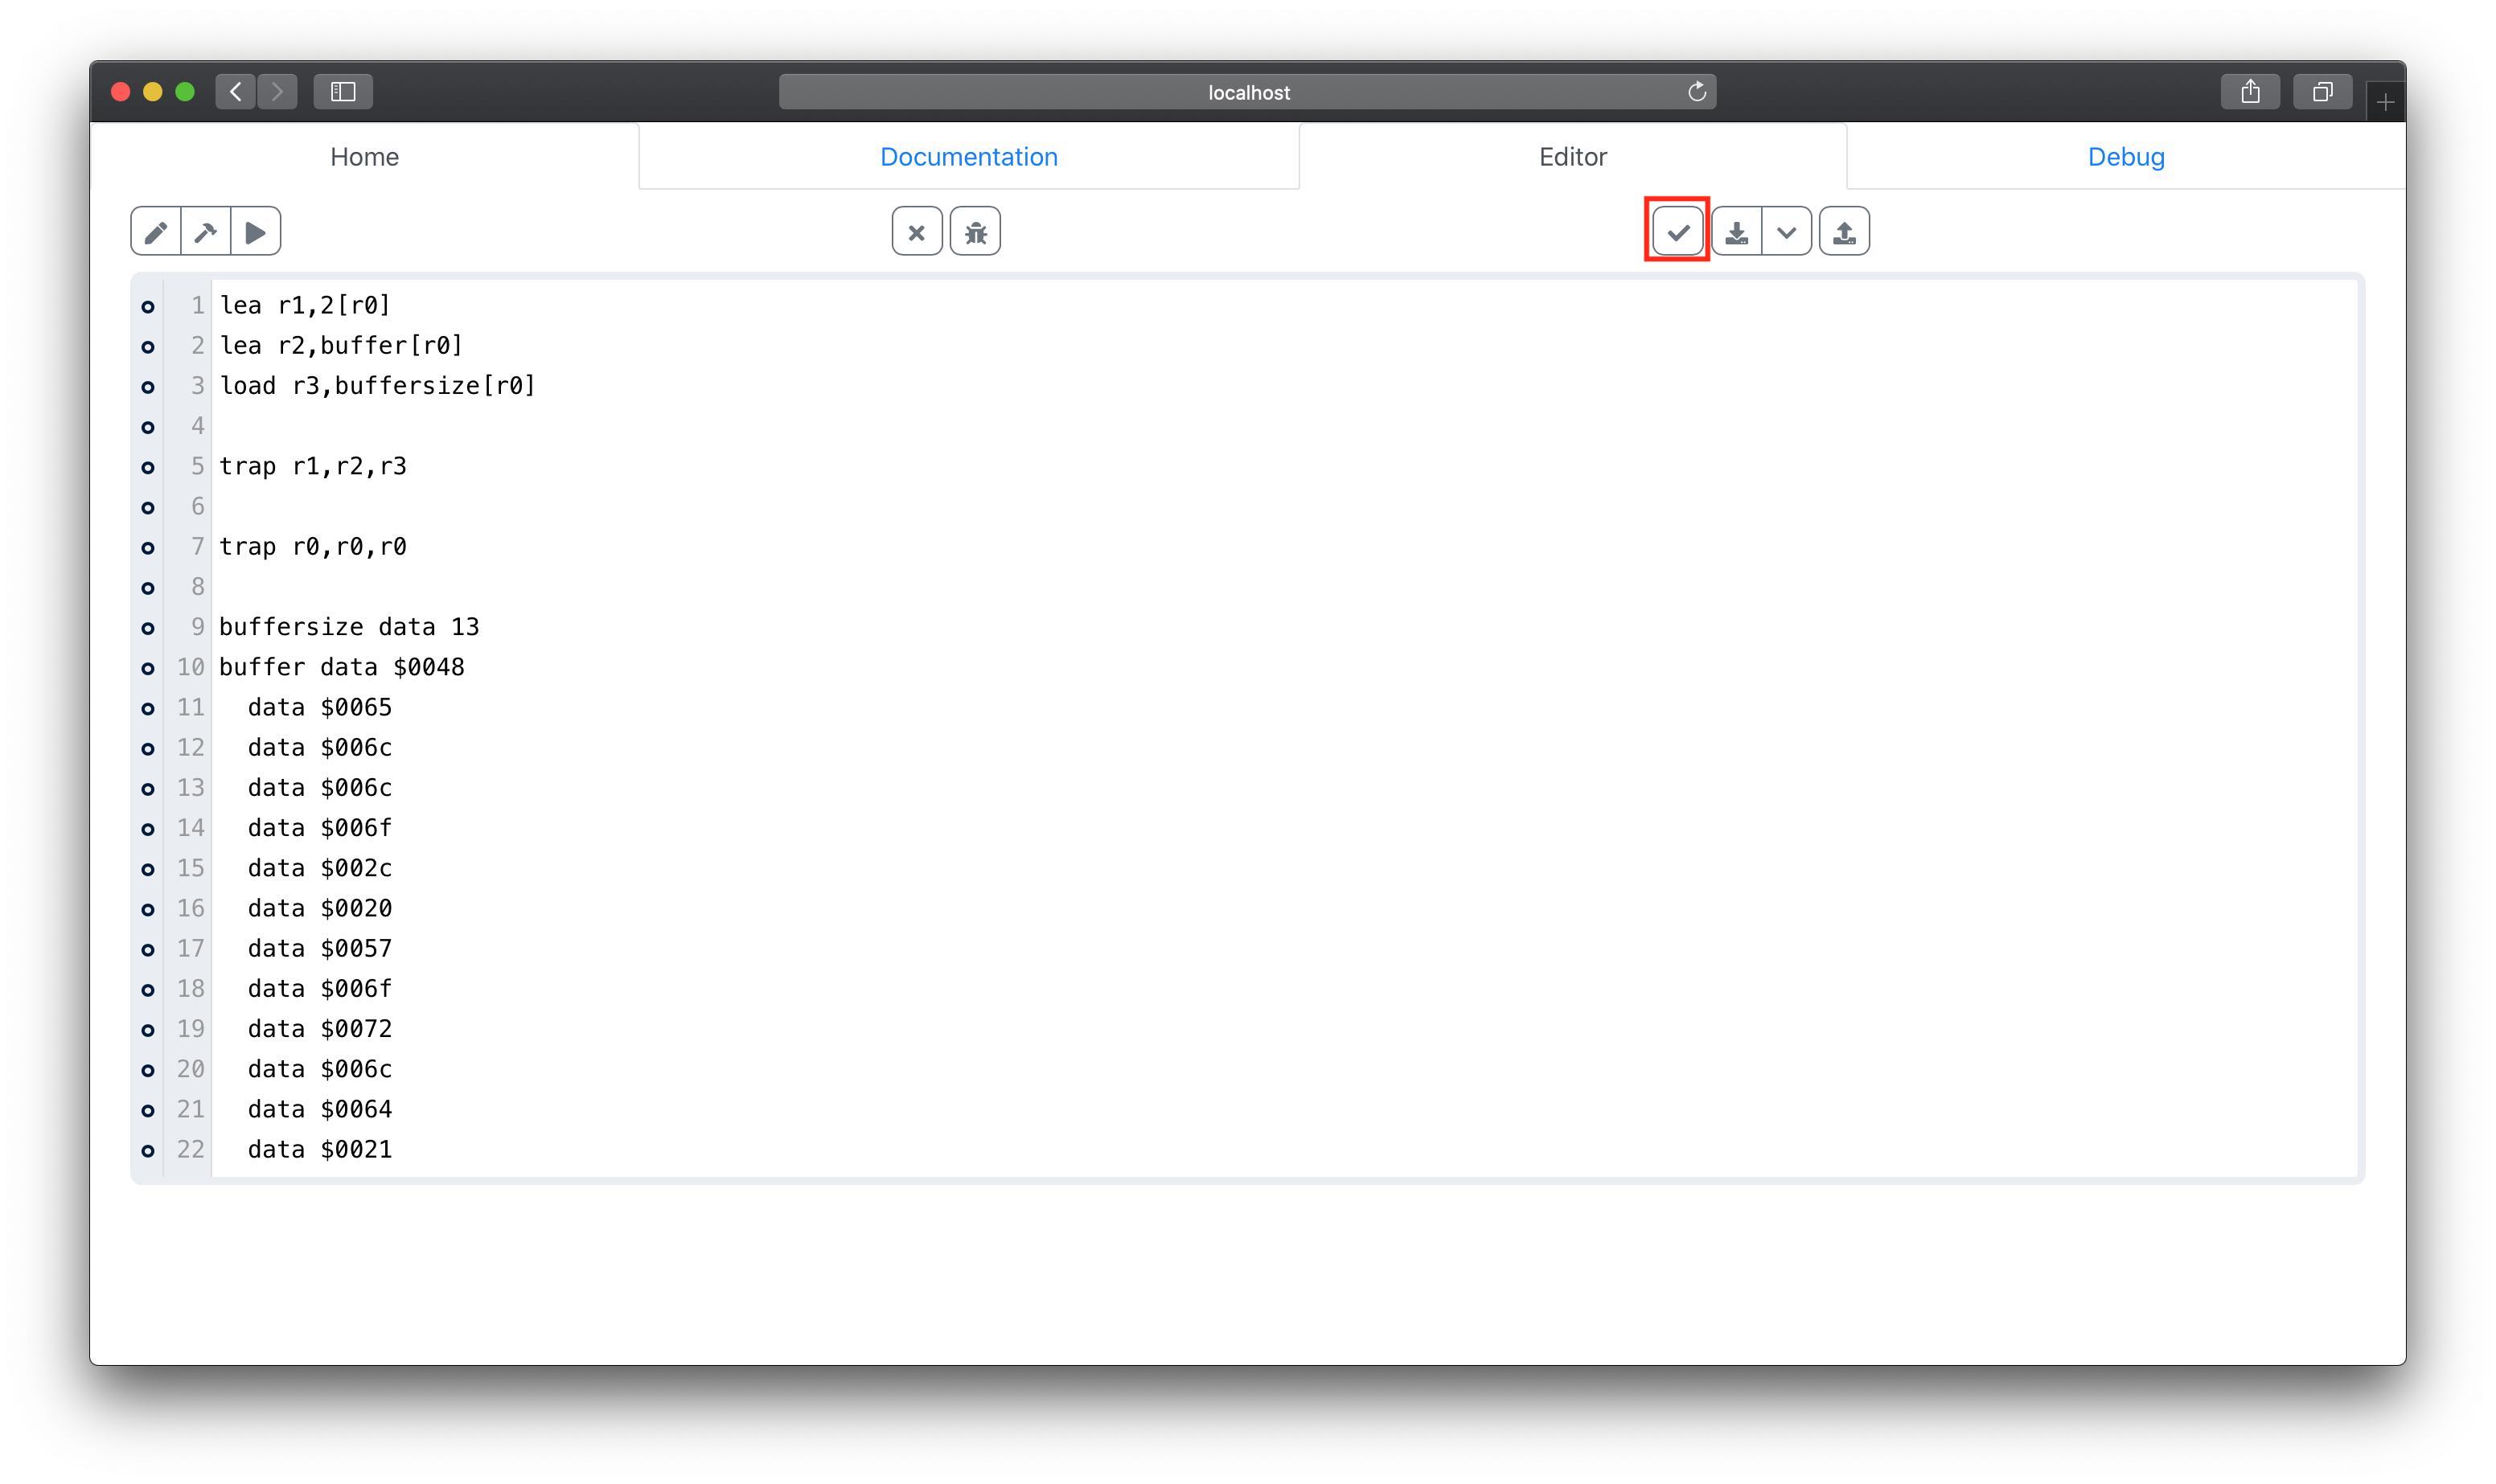 localhost
Home Documentation Editor Debug
1 lea r1,2[r0]
2 lea r2,buffer[r0]
3 load r3,buffersize[r0]
4
5 trap r1,r2,r3
6
7 trap r0,r0,r0
8
9 buffersize data 13
10 buffer data $0048
11   data $0065
12   data $006c
13   data $006c
14   data $006f
15   data $002c
16   data $0020
17   data $0057
18   data $006f
19   data $0072
20   data $006c
21   data $0064
22   data $0021